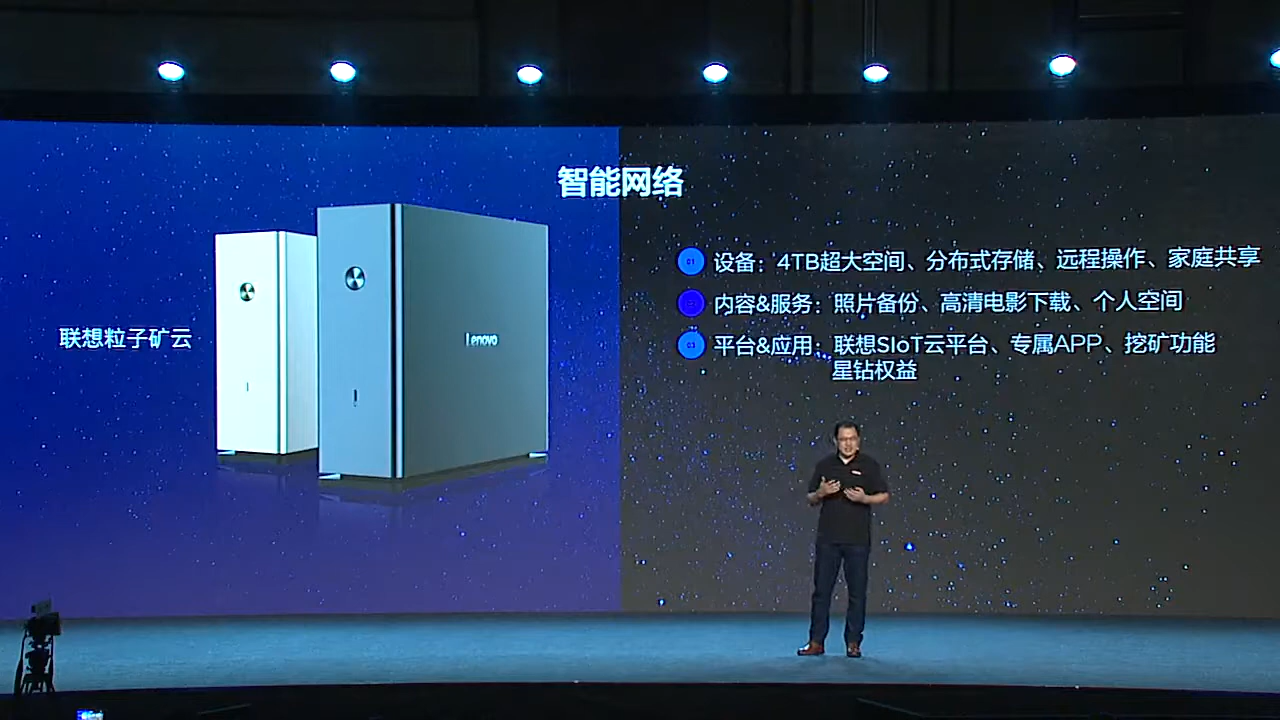 智能网络
联想粒子矿云
Lenovo
01 设备：4TB超大空间、分布式存储、远程操作、家庭共享
内容&服务：照片备份、高清电影下载、个人空间
03 平台&应用：联想SIoT云平台、专属APP、挖矿功能
星钻权益